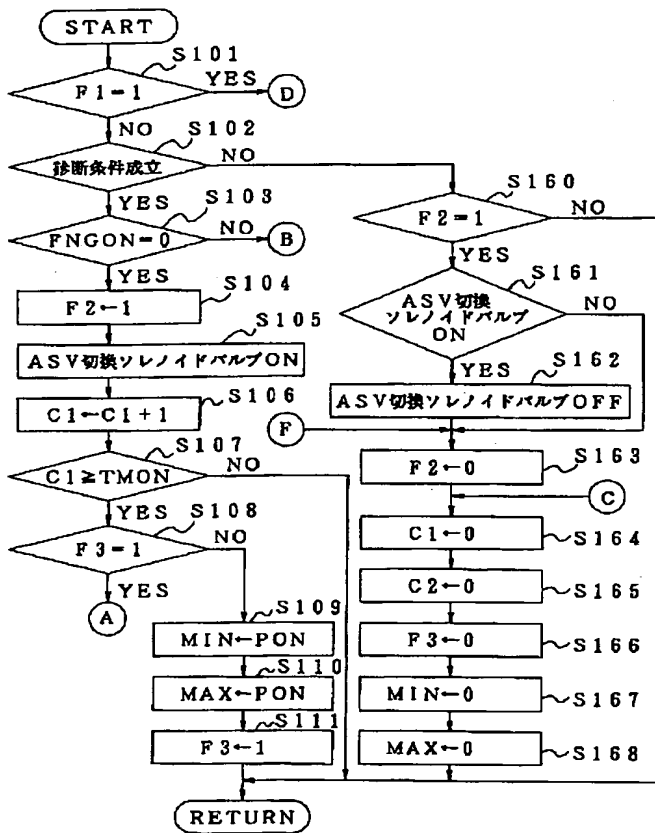 START
S101
F1=1
YES
D
NO
S102
診断条件成立
NO
YES
S103
FNGON=0
NO
B
YES
S104
F2←1
S105
ASV切換ソレノイドバルブON
S106
C1←C1+1
S107
C1≧TMON
NO
YES
S108
F3=1
NO
YES
A
S109
MIN←PON
S110
MAX←PON
S111
F3←1
RETURN
S160
F2=1
NO
YES
S161
ASV切換
ソレノイドバルブ
ON
NO
YES
S162
ASV切換ソレノイドバルブOFF
F
F2←0
S163
C
C1←0
S164
C2←0
S165
F3←0
S166
MIN←0
S167
MAX←0
S168